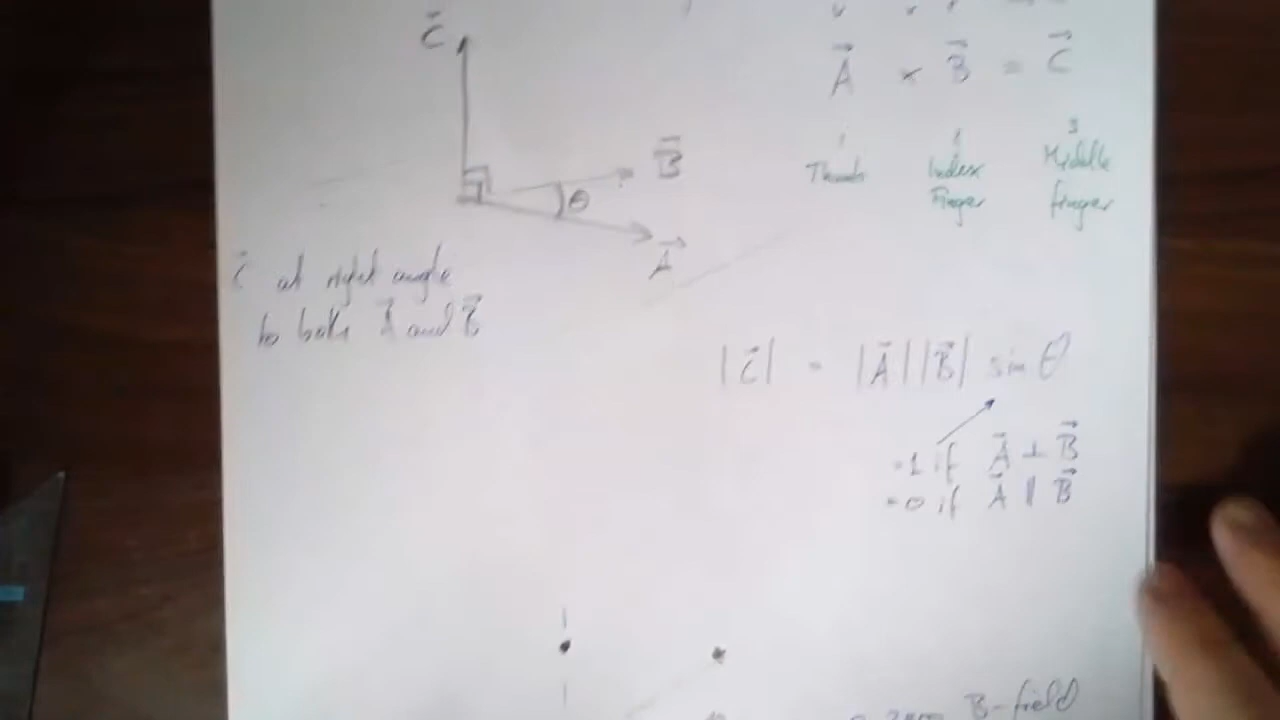 C⃗
A⃗ × B⃗ = C⃗
B⃗
θ
A⃗
1 1 3
Thumb Index Middle
Finger finger
C⃗ at right angle
to both A⃗ and B⃗
|C⃗| = |A⃗||B⃗| sin θ
=1 if A⃗ ⊥ B⃗
=0 if A⃗ ∥ B⃗
B-field